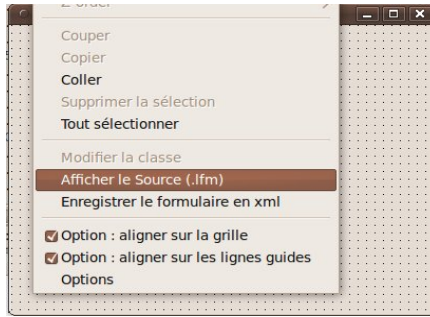 Z-ordre
Couper
Copier
Coller
Supprimer la sélection
Tout sélectionner
Modifier la classe
Afficher le Source (.lfm)
Enregistrer le formulaire en xml
Option : aligner sur la grille
Option : aligner sur les lignes guides
Options